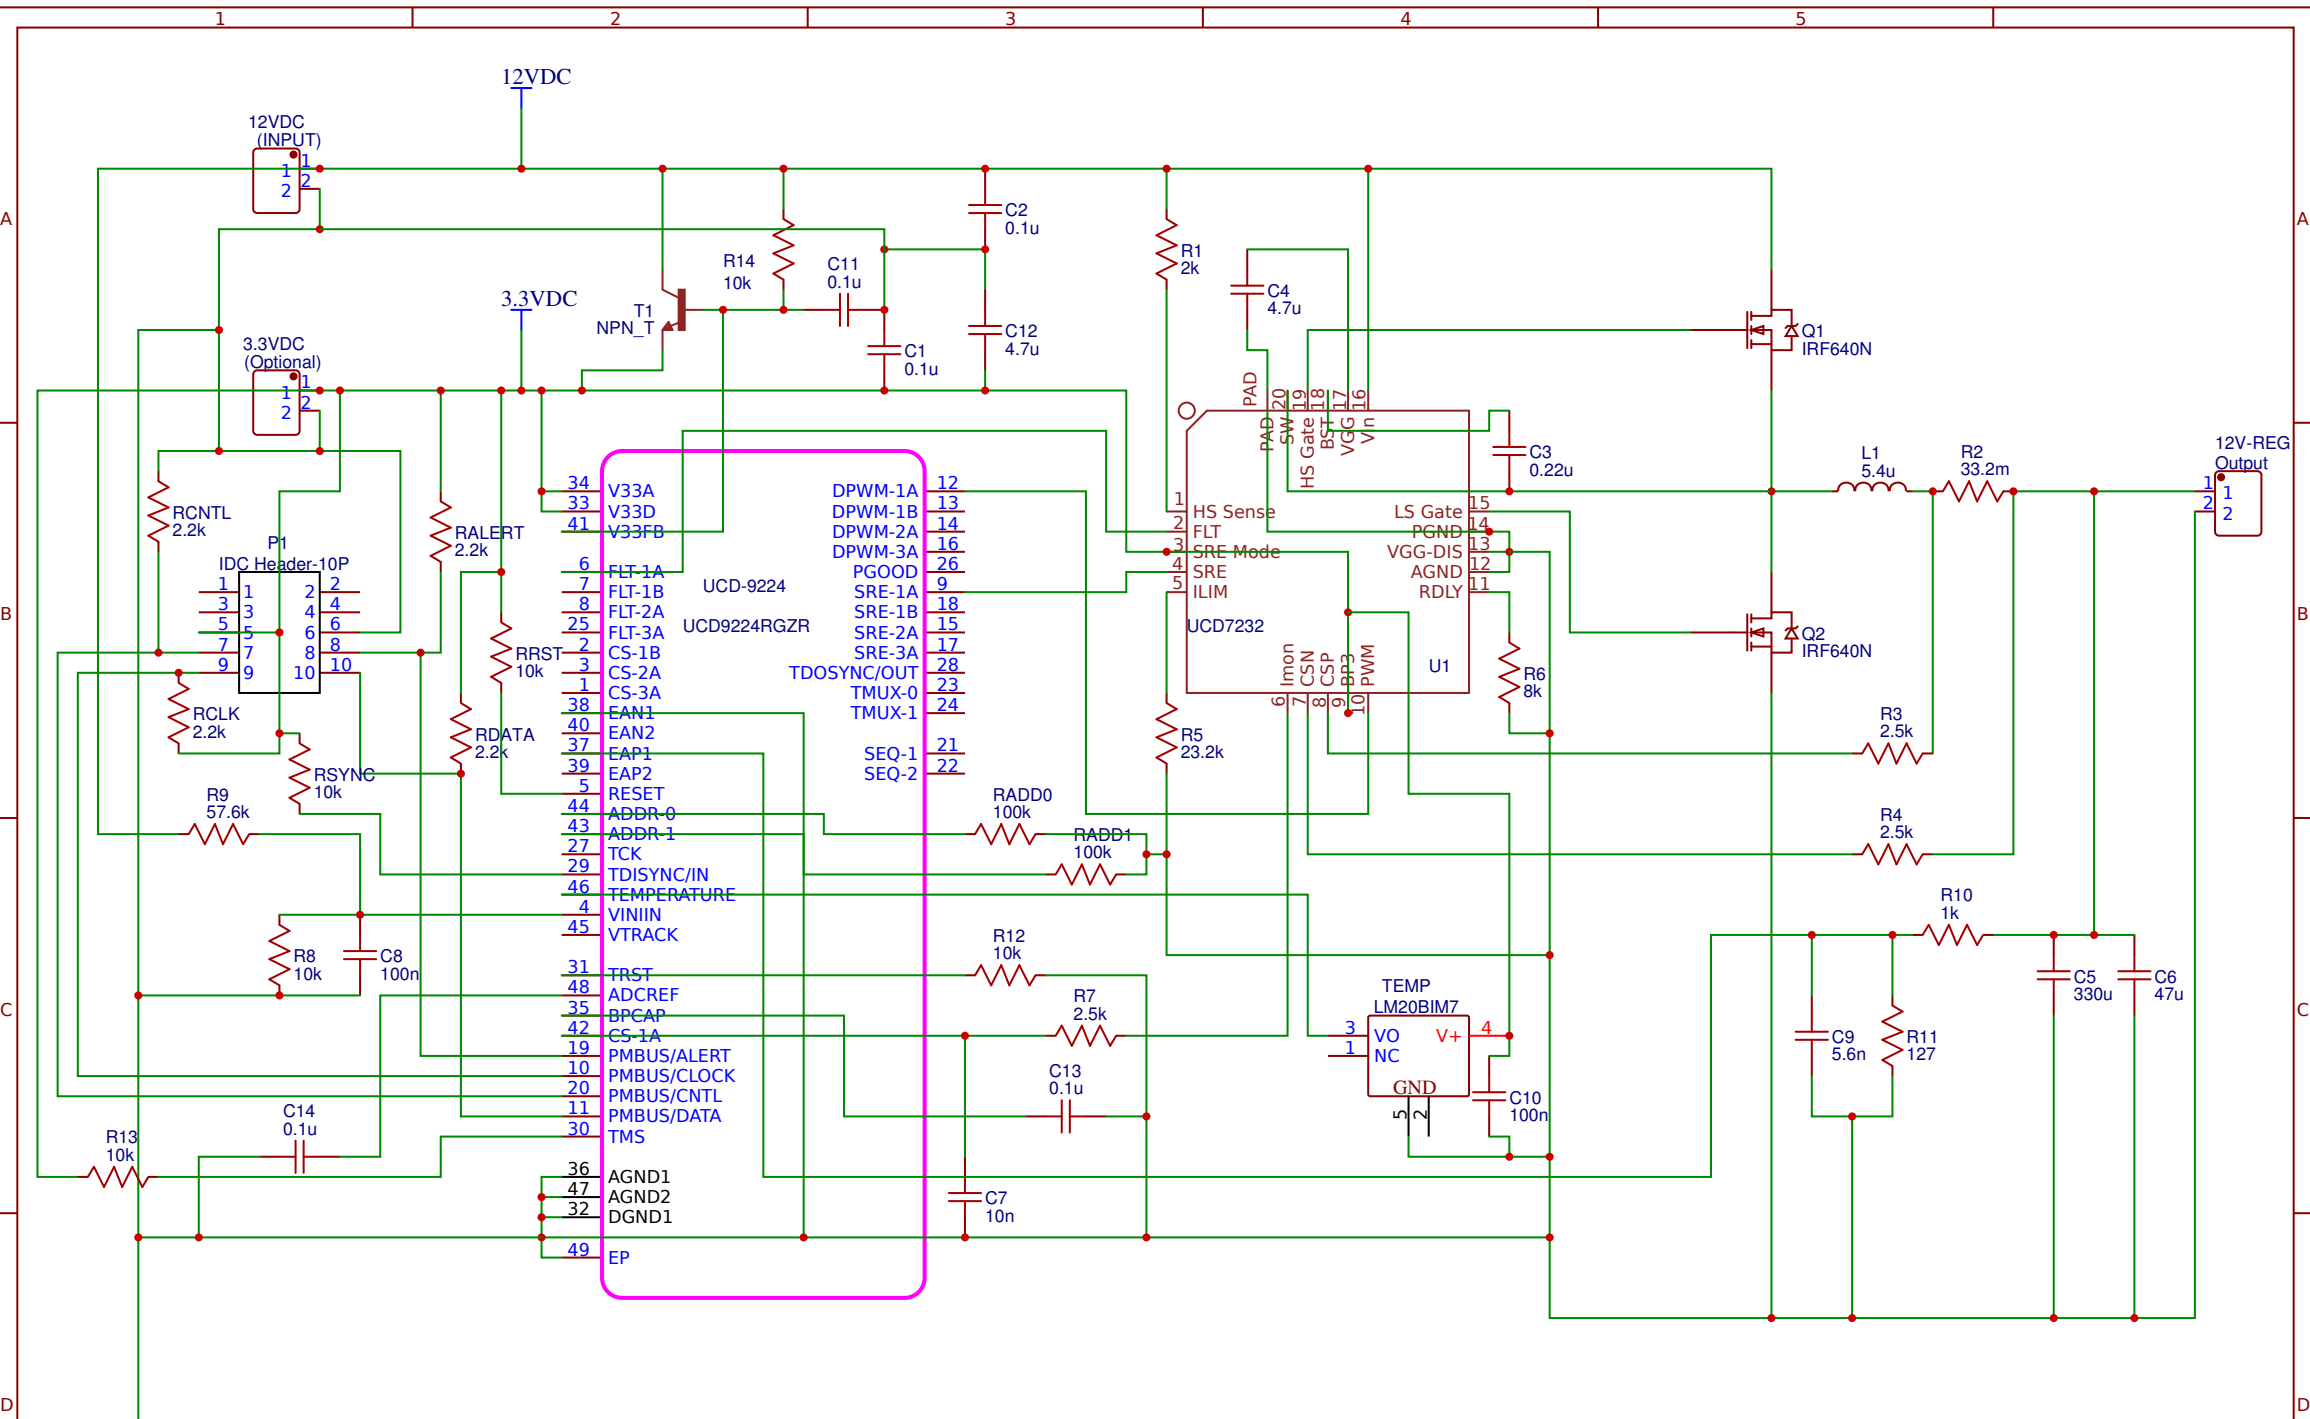 1 2 3 4 5
12VDC
12VDC
(INPUT)
1
2
1
2
A
A
C2
0.1u
R14
10k
C11
0.1u
R1
2k
C4
4.7u
3.3VDC
T1
NPN_T
C12
4.7u
C1
0.1u
Q1
IRF640N
3.3VDC
(Optional)
1
2
1
2
PAD
20
19
18
17
16
PAD
SW
HS Gate
BST
VGG
Vin
12V-REG
Output
1
2
1
2
C3
0.22u
L1
5.4u
R2
33.2m
RCNTL
2.2k
RALERT
2.2k
P1
IDC Header-10P
1 1 2 2
3 3 4 4
5 5 6 6
7 7 8 8
9 9 10 10
B
B
RRST
10k
RCLK
2.2k
RDATA
2.2k
RSYNC
10k
R9
57.6k
34 V33A
33 V33D
41 V33FB
6 FLT-1A
7 FLT-1B
8 FLT-2A
25 FLT-3A
2 CS-1B
3 CS-2A
1 CS-3A
38 EAN1
40 EAN2
37 EAP1
39 EAP2
5 RESET
44 ADDR-0
43 ADDR-1
27 TCK
29 TDISYNC/IN
46 TEMPERATURE
4 VINIIN
45 VTRACK
31 TRST
48 ADCREF
35 BPCAP
42 CS-1A
19 PMBUS/ALERT
10 PMBUS/CLOCK
20 PMBUS/CNTL
11 PMBUS/DATA
30 TMS
36 AGND1
47 AGND2
32 DGND1
49 EP
UCD-9224
UCD9224RGZR
DPWM-1A 12
DPWM-1B 13
DPWM-2A 14
DPWM-3A 16
PGOOD 26
SRE-1A 9
SRE-1B 18
SRE-2A 15
SRE-3A 17
TDOSYNC/OUT 28
TMUX-0 23
TMUX-1 24
SEQ-1 21
SEQ-2 22
1 HS Sense
2 FLT
3 SRE Mode
4 SRE
5 ILIM
LS Gate 15
PGND 14
VGG-DIS 13
AGND 12
RDLY 11
UCD7232
U1
Imon
CSN
CSP
BP3
PWM
6
7
8
9
10
Q2
IRF640N
R6
8k
R5
23.2k
R3
2.5k
R4
2.5k
RADD0
100k
RADD1
100k
R10
1k
R8
10k
C8
100n
R12
10k
R7
2.5k
C13
0.1u
C
C
TEMP
LM20BIM7
3 VO
1 NC
V+ 4
GND
5
2
C10
100n
C9
5.6n
R11
127
C5
330u
C6
47u
C14
0.1u
R13
10k
C7
10n
D
D